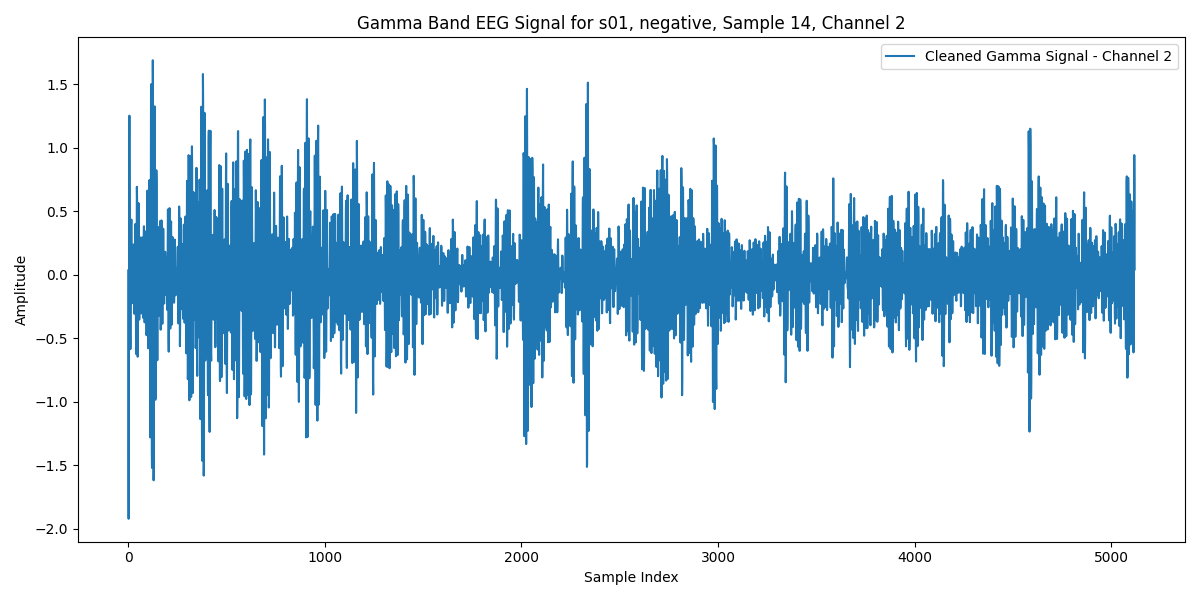 Gamma Band EEG Signal for s01, negative, Sample 14, Channel 2
Cleaned Gamma Signal - Channel 2
1.5
1.0
0.5
0.0
−0.5
−1.0
−1.5
−2.0
Amplitude
0 1000 2000 3000 4000 5000
Sample Index